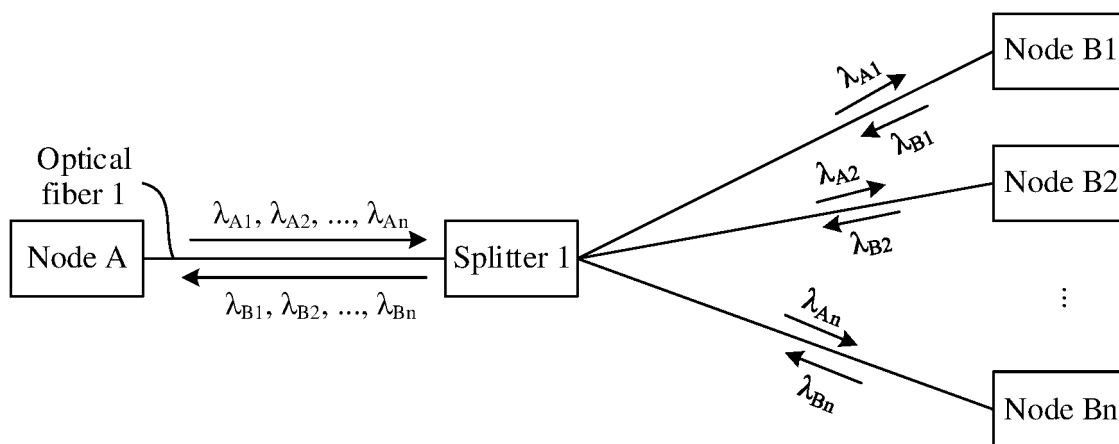 Optical
fiber 1
Node A
λA1, λA2, ..., λAn
λB1, λB2, ..., λBn
Splitter 1
λA1
λB1
Node B1
λA2
λB2
Node B2
...
λAn
λBn
Node Bn